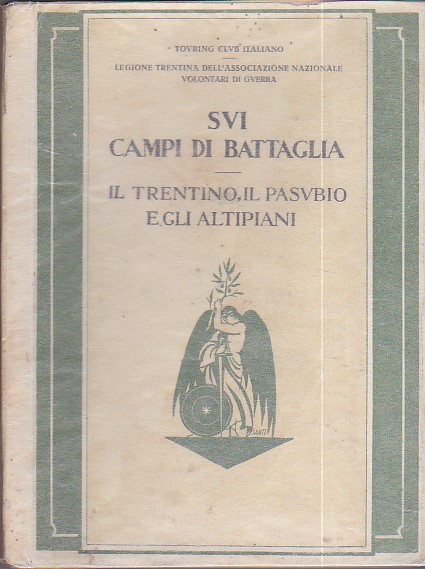 TOVRING CLVB ITALIANO
LEGIONE TRENTINA DELL'ASSOCIAZIONE NAZIONALE
VOLONTARI DI GVERRA
SVI
CAMPI DI BATTAGLIA
IL TRENTINO, IL PASVBIO
E GLI ALTIPIANI
SANTI